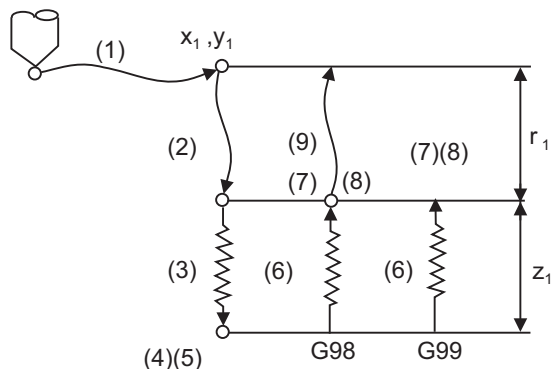 (1)
x₁ ,y₁
(2)
(9)
(7)(8)
r₁
(7)
(8)
(3)
(6)
(6)
z₁
(4)(5)
G98
G99